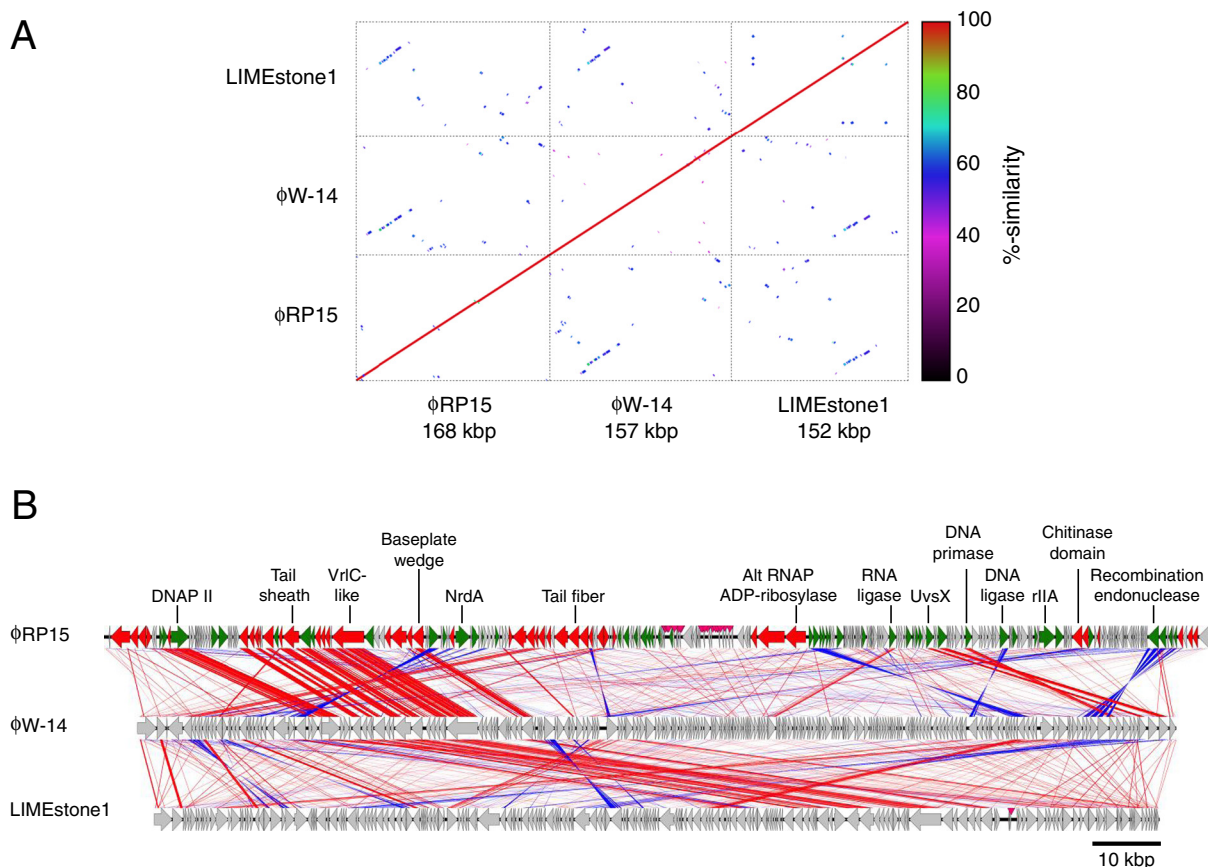 A
LIMEstone1
ϕW-14
ϕRP15
ϕRP15
168 kbp
ϕW-14
157 kbp
LIMEstone1
152 kbp
100
80
60
40
20
0
%-similarity
B
DNAP II
Tail
sheath
VrlC-
like
Baseplate
wedge
NrdA
Tail fiber
Alt RNAP
ADP-ribosylase
RNA
ligase
UvsX
DNA
primase
DNA
ligase
rIIA
Chitinase
domain
Recombination
endonuclease
ϕRP15
ϕW-14
LIMEstone1
10 kbp